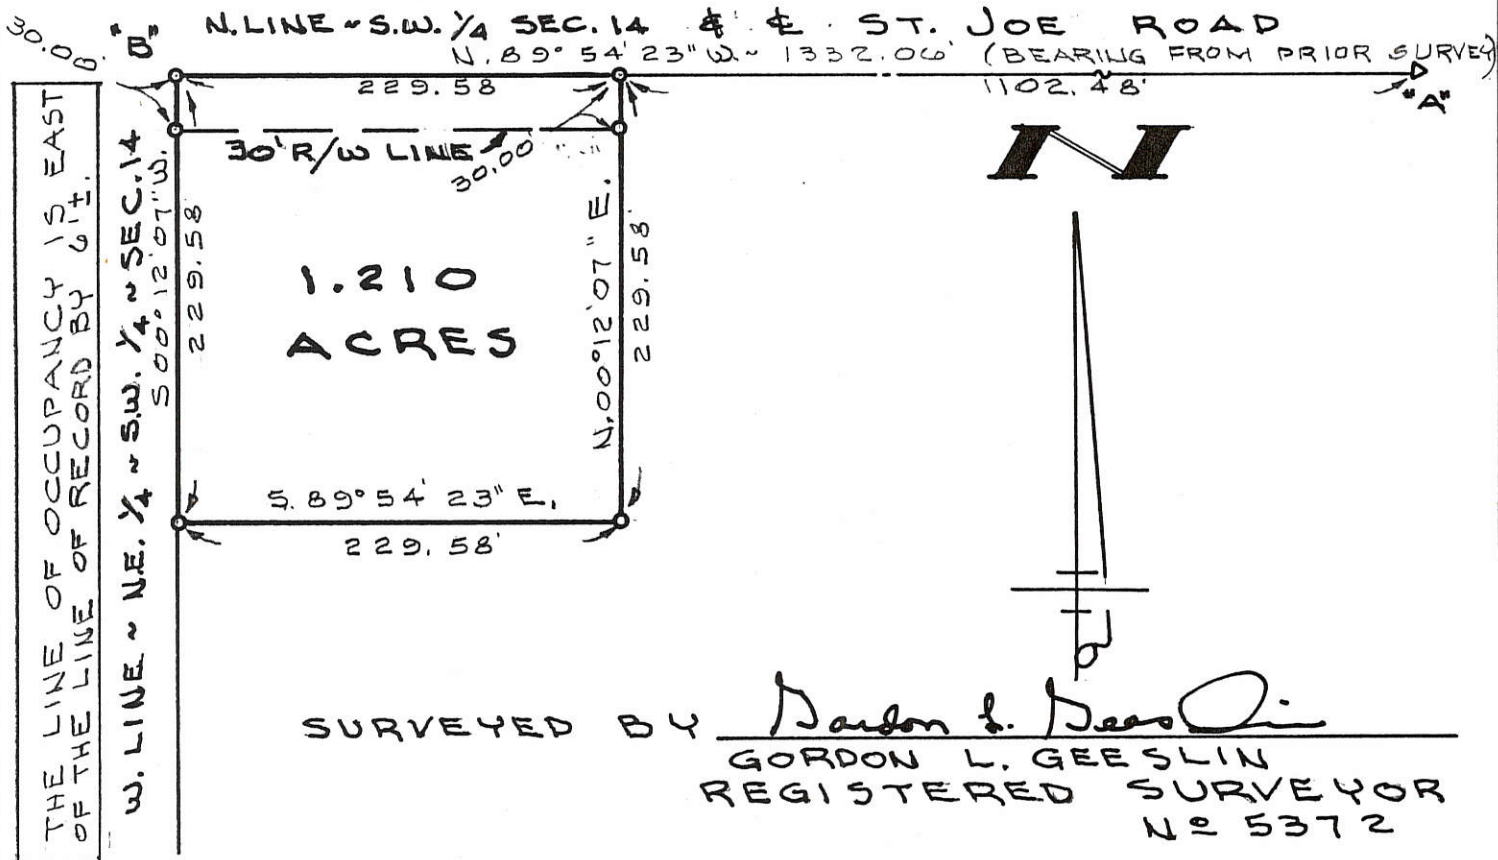 30.00
"B"
N. LINE ~ S.W. ¼ SEC. 14 & ℄ ST. JOE ROAD
N. 89° 54' 23" W. ~ 1332.06' (BEARING FROM PRIOR SURVEY)
229.58
1102.48'
"A"
30' R/W LINE
30.00
N
THE LINE OF OCCUPANCY IS EAST
OF THE LINE OF RECORD BY 6'±.
W. LINE ~ N.E. ¼ ~ S.W. ¼ ~ SEC. 14
S 00° 12' 07" W.
229.58
1.210
ACRES
N. 00° 12' 07" E.
229.58'
S. 89° 54' 23" E.
229.58'
SURVEYED BY Gordon L. Geeslin
GORDON L. GEESLIN
REGISTERED SURVEYOR
Nº 5372